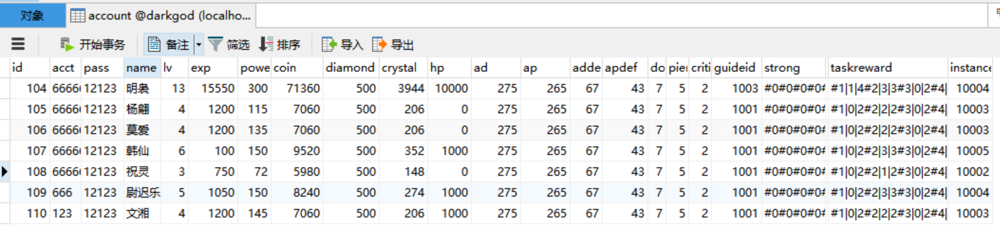 对象 account @darkgod (localho...
开始事务 备注 筛选 排序 导入 导出
id acct pass name lv exp powe coin diamond crystal hp ad ap adde apdef do pier criti guideid strong taskreward instance
104 6666 12123 明袅 13 15550 300 71360 500 3944 10000 275 265 67 43 7 5 2 1003 #0#0#0#0# #1|1|4#2|3|3#3|0|2#4| 10004
105 6666 12123 杨翩 4 1200 115 7060 500 206 0 275 265 67 43 7 5 2 1001 #0#0#0#0# #1|0|2#2|2|2#3|0|2#4| 10003
106 6666 12123 莫爱 4 1200 135 7060 500 206 0 275 265 67 43 7 5 2 1001 #0#0#0#0# #1|0|2#2|2|2#3|0|2#4| 10003
107 6666 12123 韩仙 6 100 150 9520 500 352 1000 275 265 67 43 7 5 2 1001 #0#0#0#0# #1|0|2#2|3|3#3|0|2#4| 10005
108 6666 12123 祝灵 3 750 72 5980 500 148 0 275 265 67 43 7 5 2 1001 #0#0#0#0# #1|0|2#2|1|2#3|0|2#4| 10002
109 666 12123 尉迟乐 5 1050 150 8240 500 274 1000 275 265 67 43 7 5 2 1001 #0#0#0#0# #1|0|2#2|3|3#3|0|2#4| 10004
110 123 12123 文湘 4 1200 145 7060 500 206 1000 275 265 67 43 7 5 2 1001 #0#0#0#0# #1|0|2#2|2|2#3|0|2#4| 10003